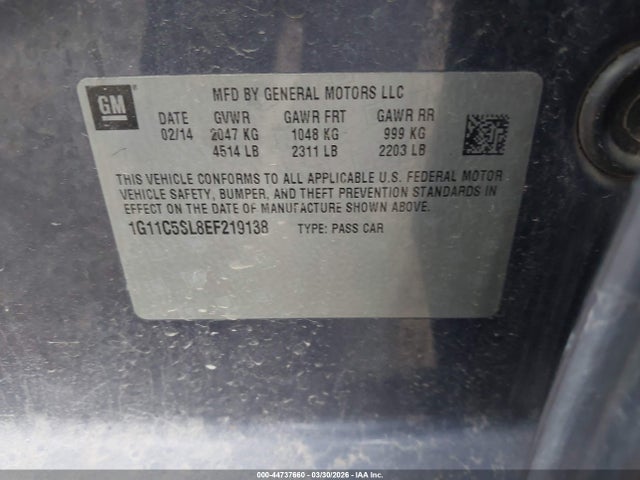 GM
MFD BY GENERAL MOTORS LLC
DATE GVWR GAWR FRT GAWR RR
02/14 2047 KG 1048 KG 999 KG
4514 LB 2311 LB 2203 LB
THIS VEHICLE CONFORMS TO ALL APPLICABLE U.S. FEDERAL MOTOR
VEHICLE SAFETY, BUMPER, AND THEFT PREVENTION STANDARDS IN
EFFECT ON THE DATE OF MANUFACTURE SHOWN ABOVE.
1G11C5SL8EF219138 TYPE: PASS CAR
000-44737660 - 03/30/2026 - IAA Inc.